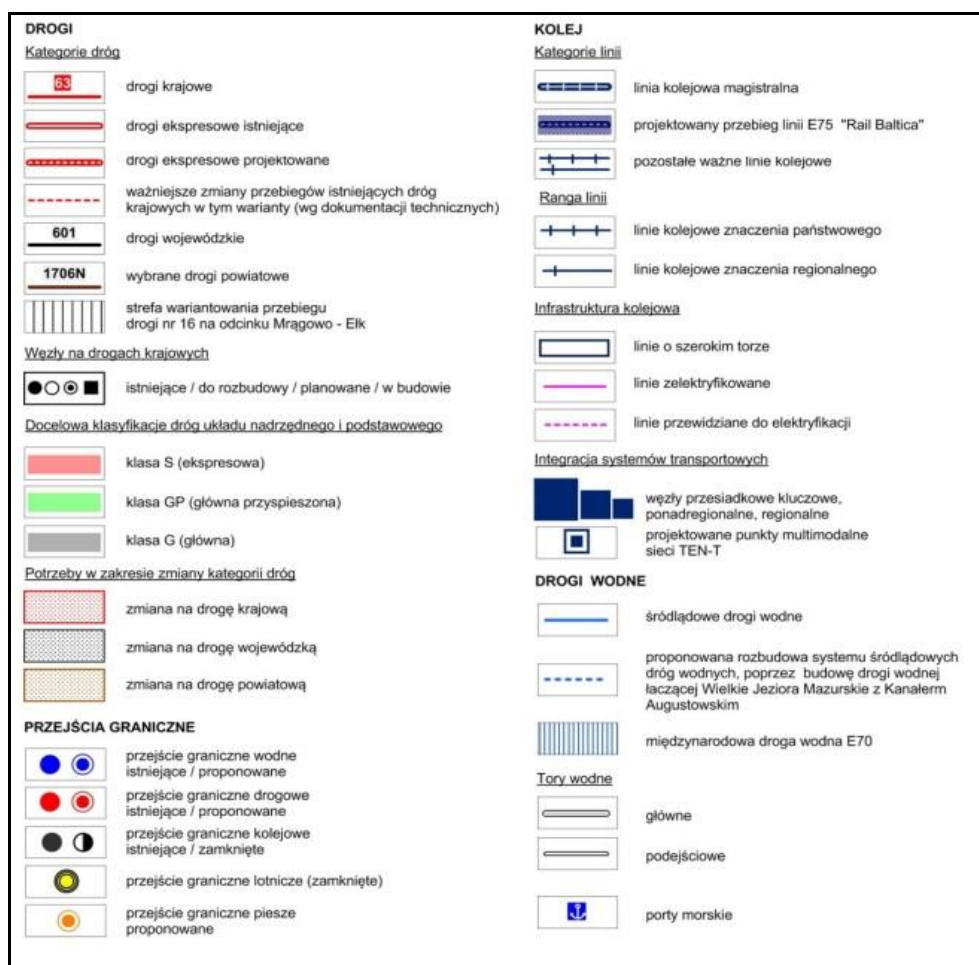 DROGI
Kategorie dróg
63
drogi krajowe
drogi ekspresowe istniejące
drogi ekspresowe projektowane
ważniejsze zmiany przebiegów istniejących dróg
krajowych w tym warianty (wg dokumentacji technicznych)
601
drogi wojewódzkie
1706N
wybrane drogi powiatowe
strefa wariantowania przebiegu
drogi nr 16 na odcinku Mrągowo - Ełk
Węzły na drogach krajowych
istniejące / do rozbudowy / planowane / w budowie
Docelowa klasyfikacje dróg układu nadrzędnego i podstawowego
klasa S (ekspresowa)
klasa GP (główna przyspieszona)
klasa G (główna)
Potrzeby w zakresie zmiany kategorii dróg
zmiana na drogę krajową
zmiana na drogę wojewódzką
zmiana na drogę powiatową
PRZEJŚCIA GRANICZNE
przejście graniczne wodne
istniejące / proponowane
przejście graniczne drogowe
istniejące / proponowane
przejście graniczne kolejowe
istniejące / zamknięte
przejście graniczne lotnicze (zamknięte)
przejście graniczne piesze
proponowane
KOLEJ
Kategorie linii
linia kolejowa magistralna
projektowany przebieg linii E75 "Rail Baltica"
pozostałe ważne linie kolejowe
Ranga linii
linie kolejowe znaczenia państwowego
linie kolejowe znaczenia regionalnego
Infrastruktura kolejowa
linie o szerokim torze
linie zelektryfikowane
linie przewidziane do elektryfikacji
Integracja systemów transportowych
węzły przesiadkowe kluczowe,
ponadregionalne, regionalne
projektowane punkty multimodalne
sieci TEN-T
DROGI WODNE
śródlądowe drogi wodne
proponowana rozbudowa systemu śródlądowych
dróg wodnych, poprzez budowę drogi wodnej
łaczącej Wielkie Jeziora Mazurskie z Kanałerm
Augustowskim
międzynarodowa droga wodna E70
Tory wodne
główne
podejściowe
porty morskie